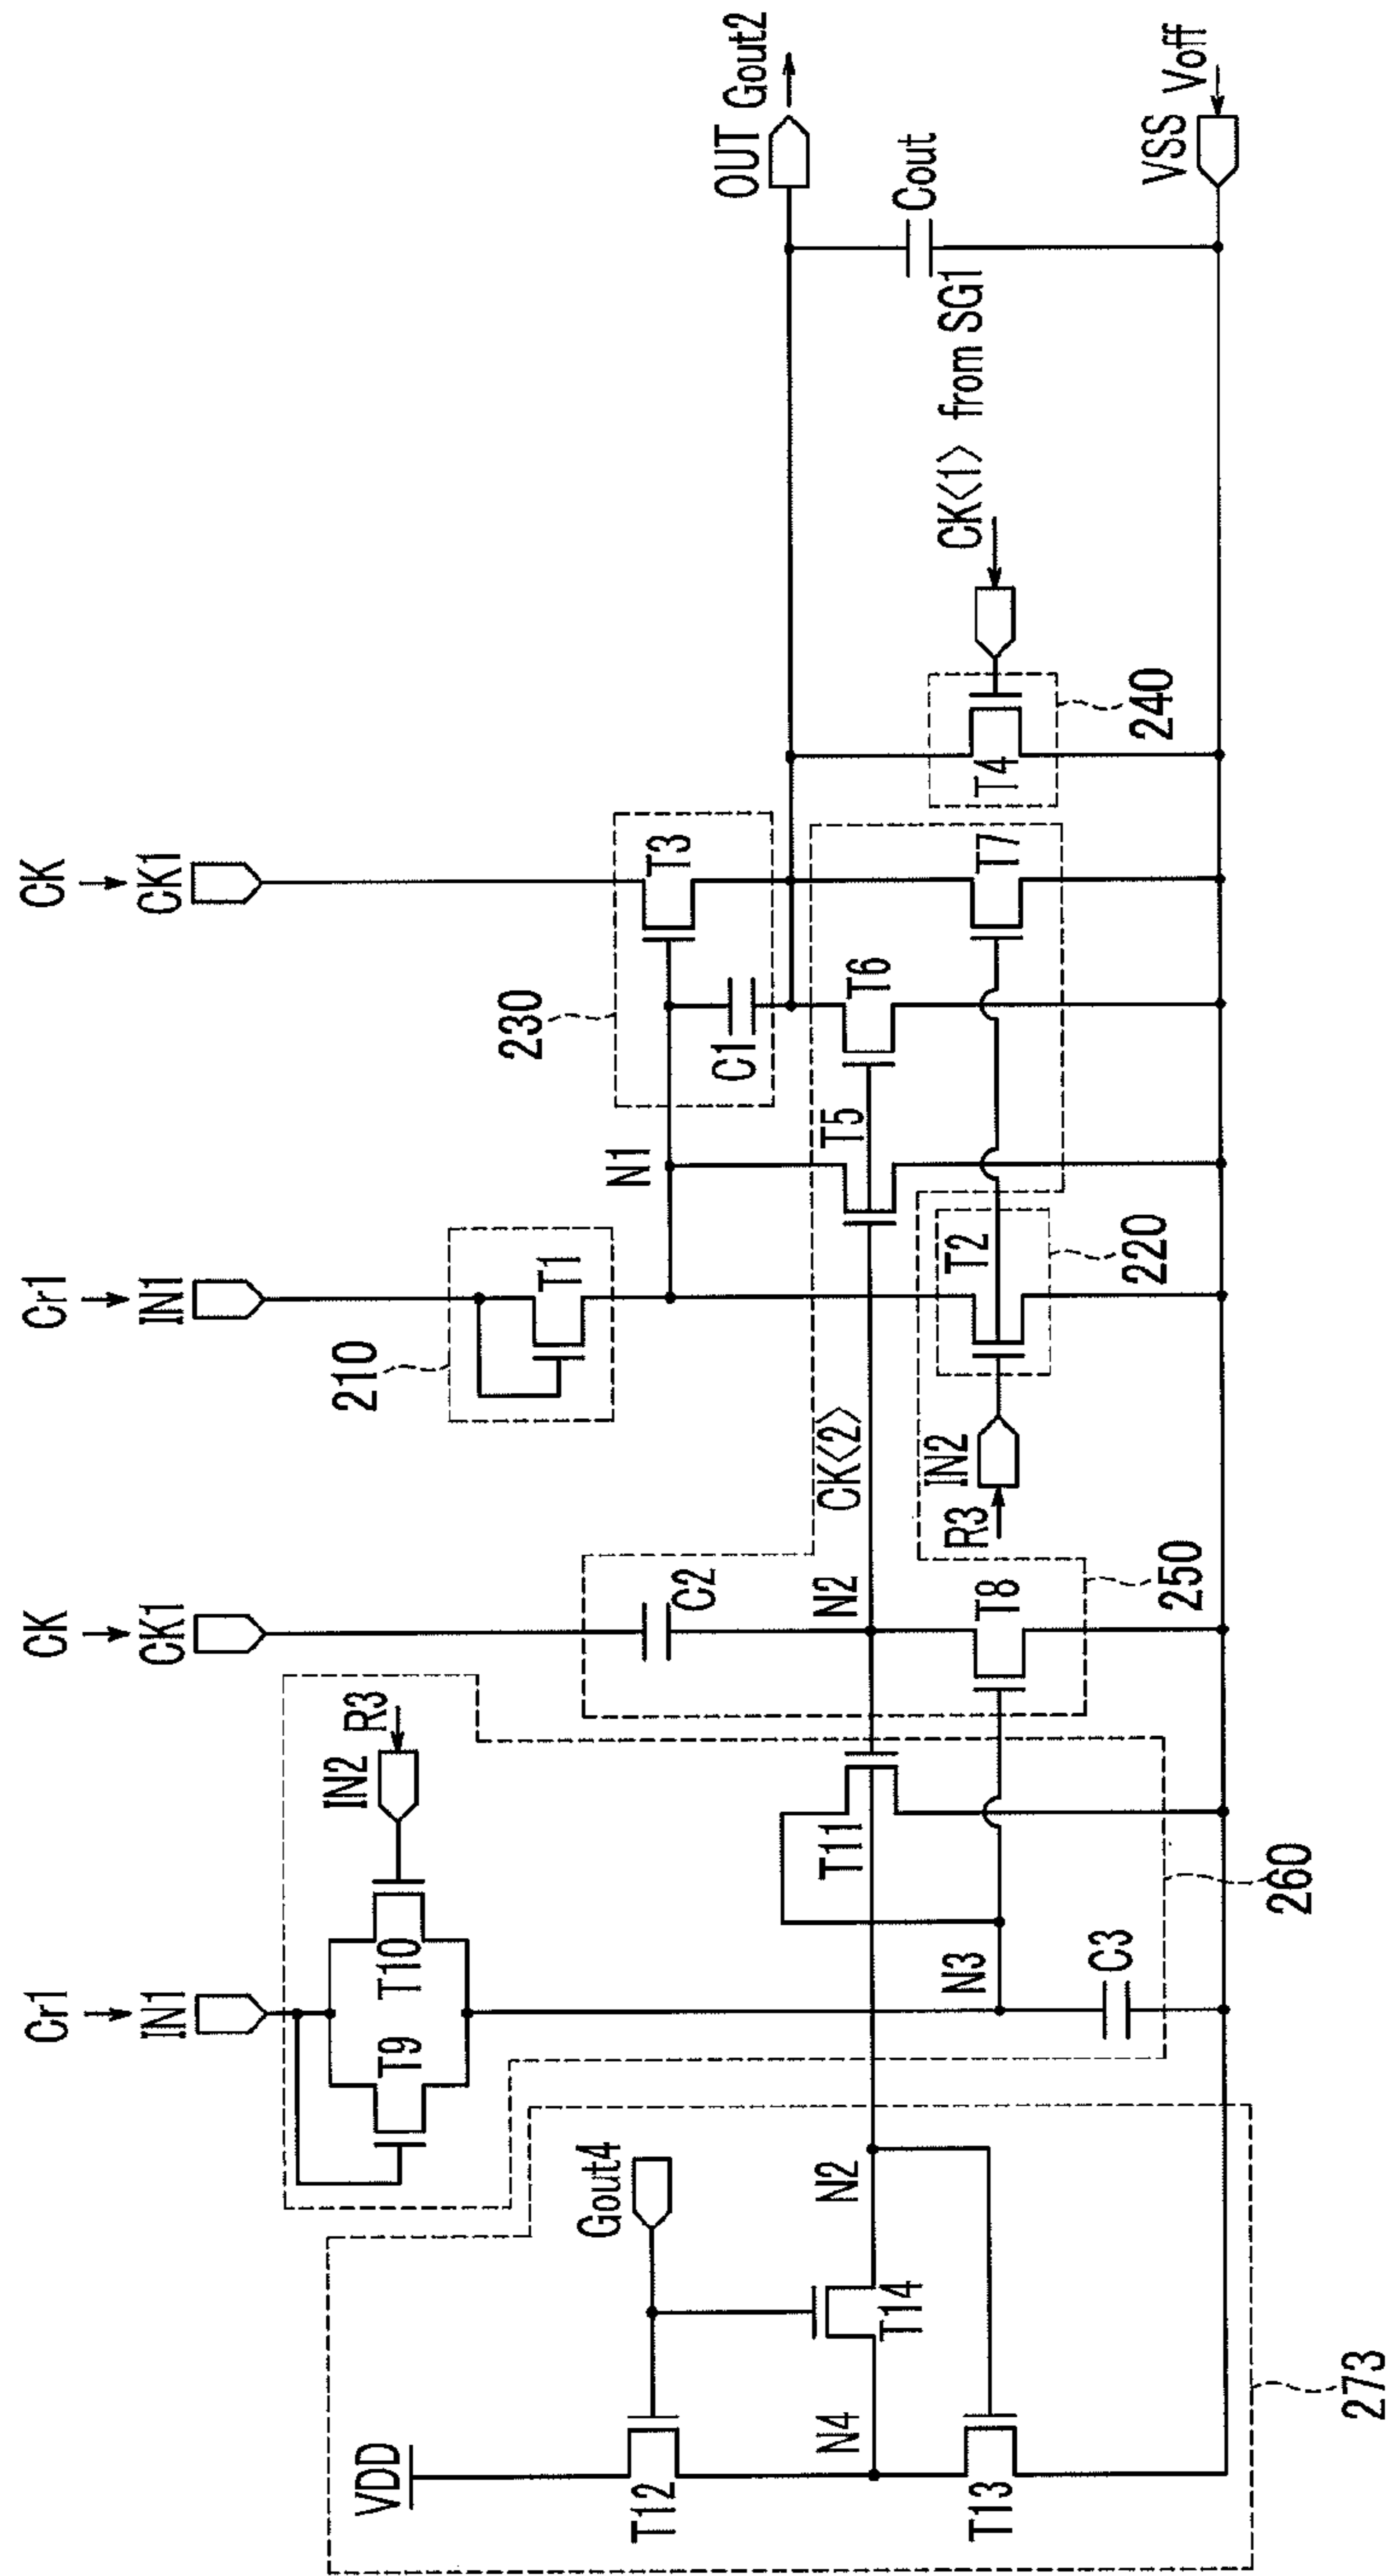 Cr1
IN1
CK
CK1
Cr1
IN1
CK
CK1
VDD
T12
Gout4
T14
N4
N2
T13
273
T9
T10
IN2
R3
T11
N3
C3
260
C2
N2
CK⟨2⟩
T8
250
210
T1
N1
R3
IN2
T2
220
230
T3
C1
T5
T6
T7
T4
240
CK⟨1⟩ from SG1
Cout
OUT
Gout2
VSS
Voff